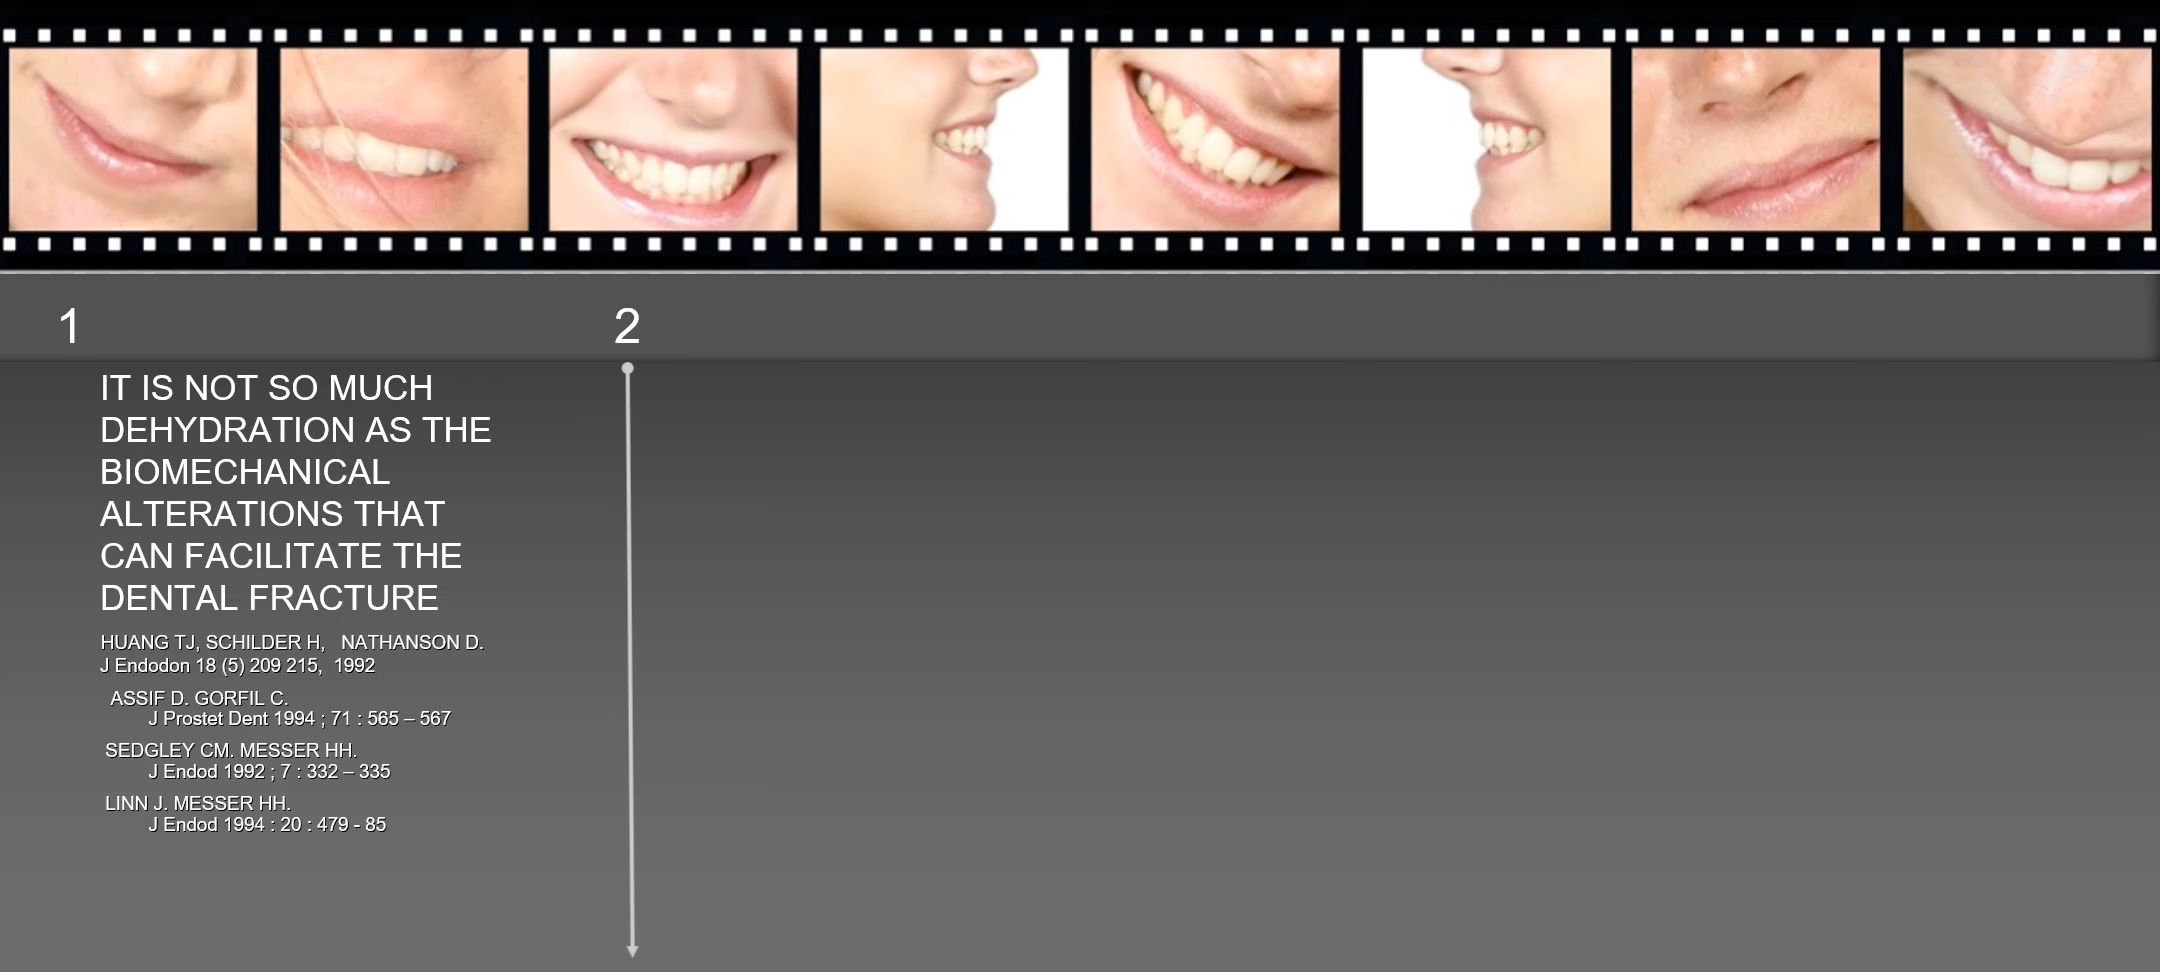 1
2
IT IS NOT SO MUCH
DEHYDRATION AS THE
BIOMECHANICAL
ALTERATIONS THAT
CAN FACILITATE THE
DENTAL FRACTURE
HUANG TJ, SCHILDER H,   NATHANSON D.
J Endodon 18 (5) 209 215,  1992
ASSIF D. GORFIL C.
J Prostet Dent 1994 ; 71 : 565 – 567
SEDGLEY CM. MESSER HH.
J Endod 1992 ; 7 : 332 – 335
LINN J. MESSER HH.
J Endod 1994 : 20 : 479 - 85